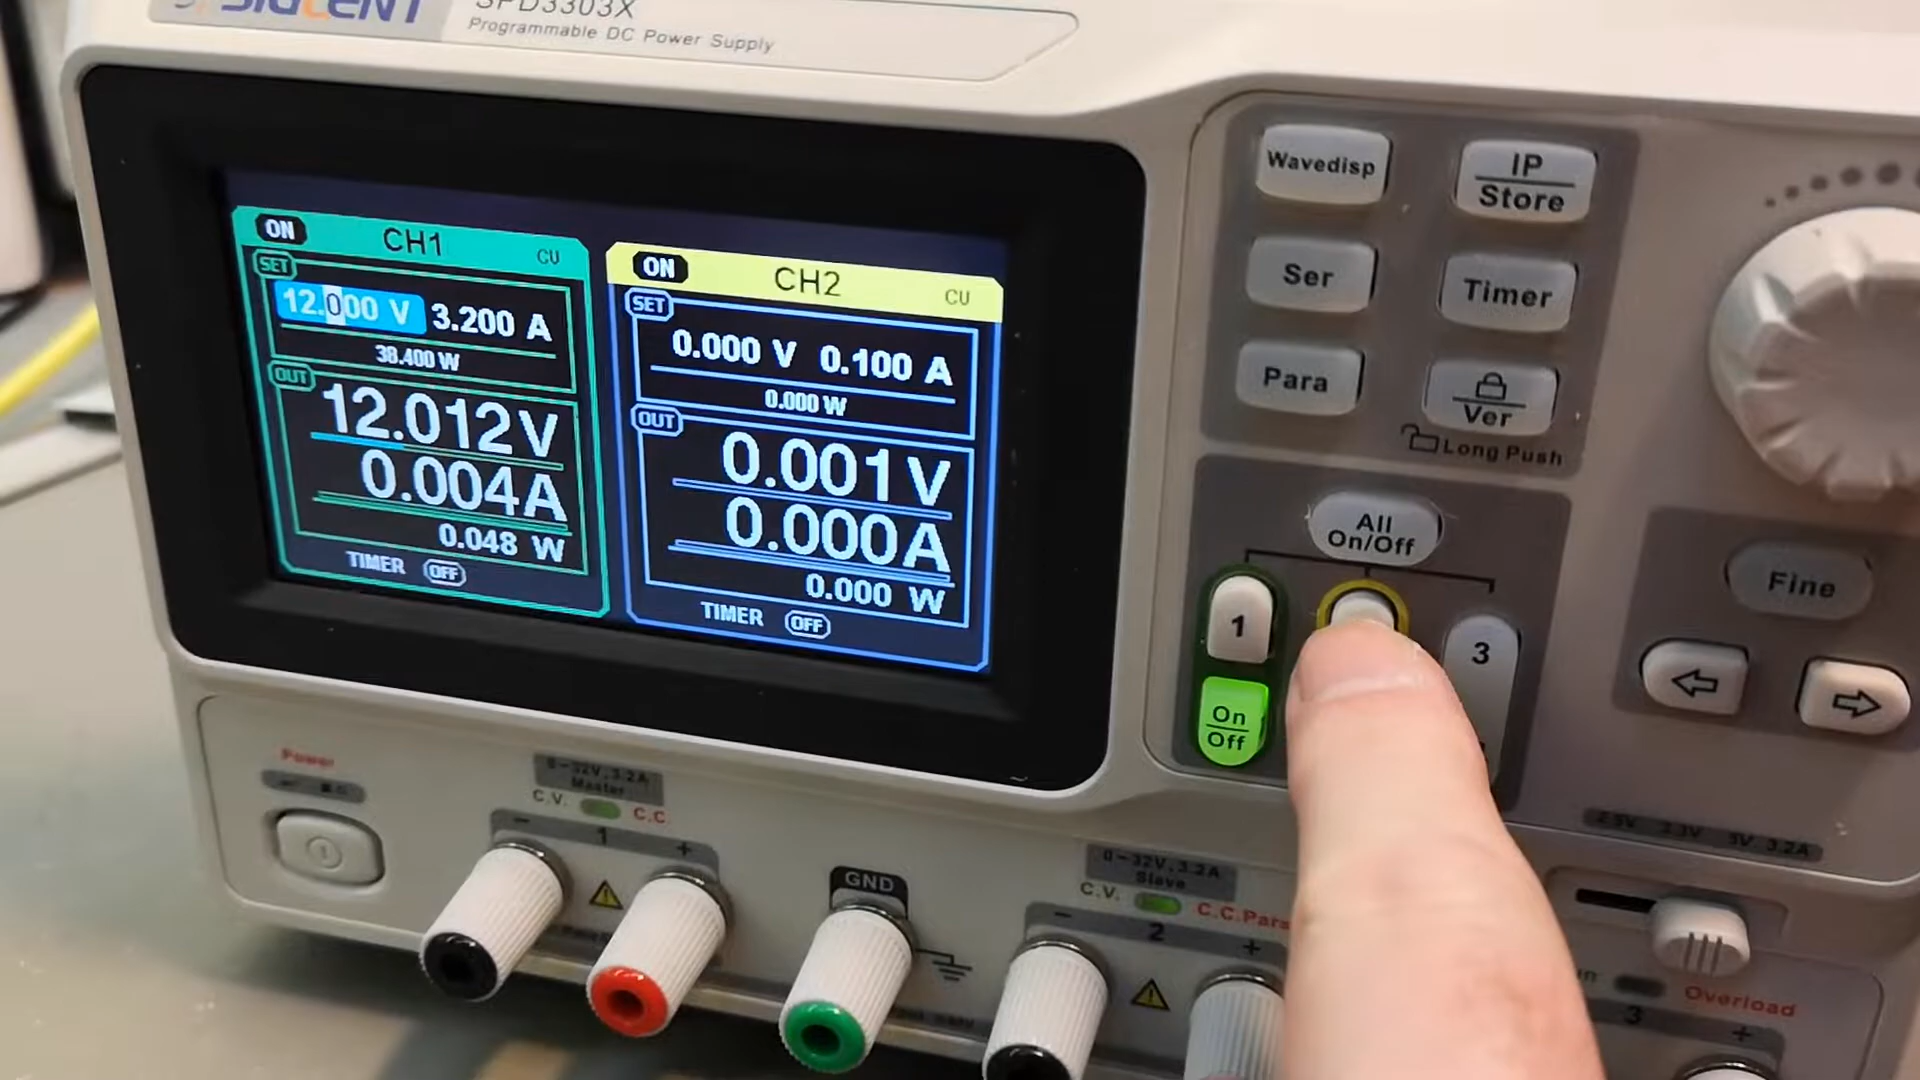 SIGLENT
SPD3303X
Programmable DC Power Supply
ON CH1 CU
SET
12.000 V 3.200 A
38.400 W
OUT
12.012V
0.004A
0.048 W
TIMER OFF
ON CH2 CU
SET
0.000 V 0.100 A
0.000 W
OUT
0.001V
0.000A
0.000 W
TIMER OFF
Wavedisp
IP
Store
Ser
Timer
Para
Ver
Long Push
All
On/Off
1
3
On
Off
Fine
Power
0-32V,3.2A
Master
C.V. C.C.
- 1 +
GND
0-32V,3.2A
Slave
C.V. C.C.Para
- 2 +
2.5V 3.3V 5V 3.2A
Overload
3 +